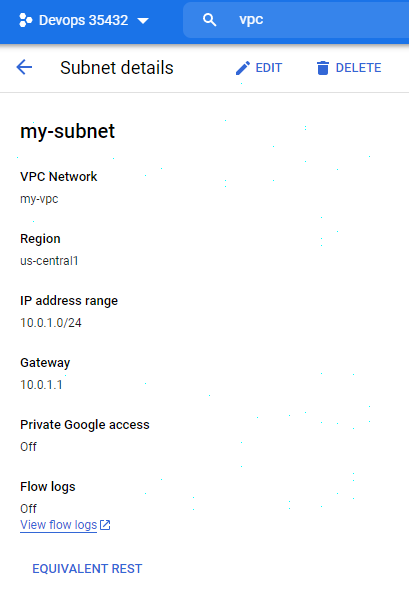 Devops 35432
vpc
Subnet details
EDIT
DELETE
my-subnet
VPC Network
my-vpc
Region
us-central1
IP address range
10.0.1.0/24
Gateway
10.0.1.1
Private Google access
Off
Flow logs
Off
View flow logs
EQUIVALENT REST